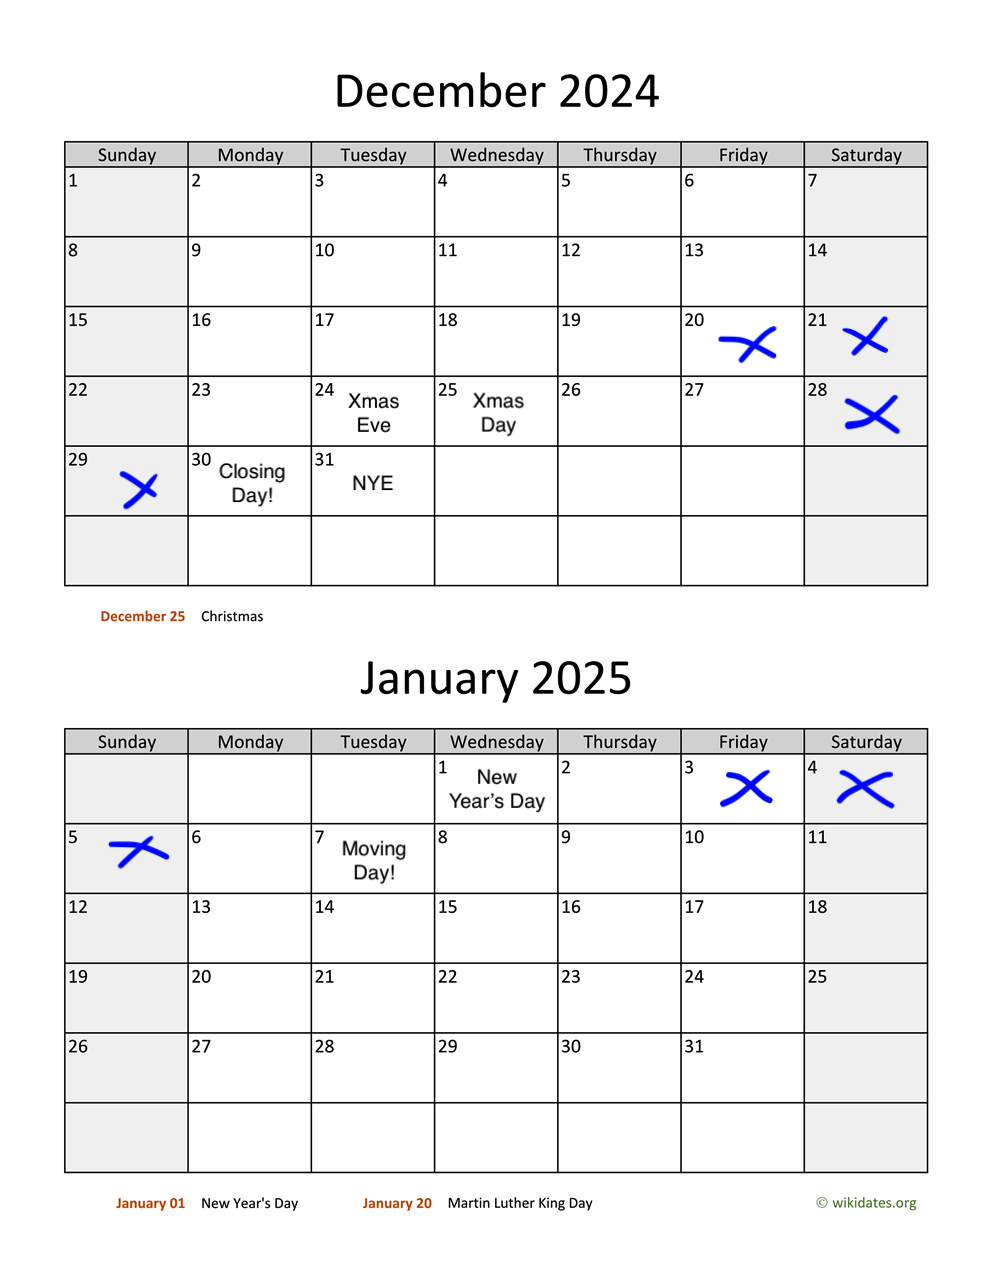 December 2024
Sunday Monday Tuesday Wednesday Thursday Friday Saturday
1 2 3 4 5 6 7
8 9 10 11 12 13 14
15 16 17 18 19 20 21
22 23 24 Xmas Eve 25 Xmas Day 26 27 28
29 30 Closing Day! 31 NYE
December 25 Christmas
January 2025
Sunday Monday Tuesday Wednesday Thursday Friday Saturday
1 New Year's Day 2 3 4
5 6 7 Moving Day! 8 9 10 11
12 13 14 15 16 17 18
19 20 21 22 23 24 25
26 27 28 29 30 31
January 01 New Year's Day January 20 Martin Luther King Day © wikidates.org